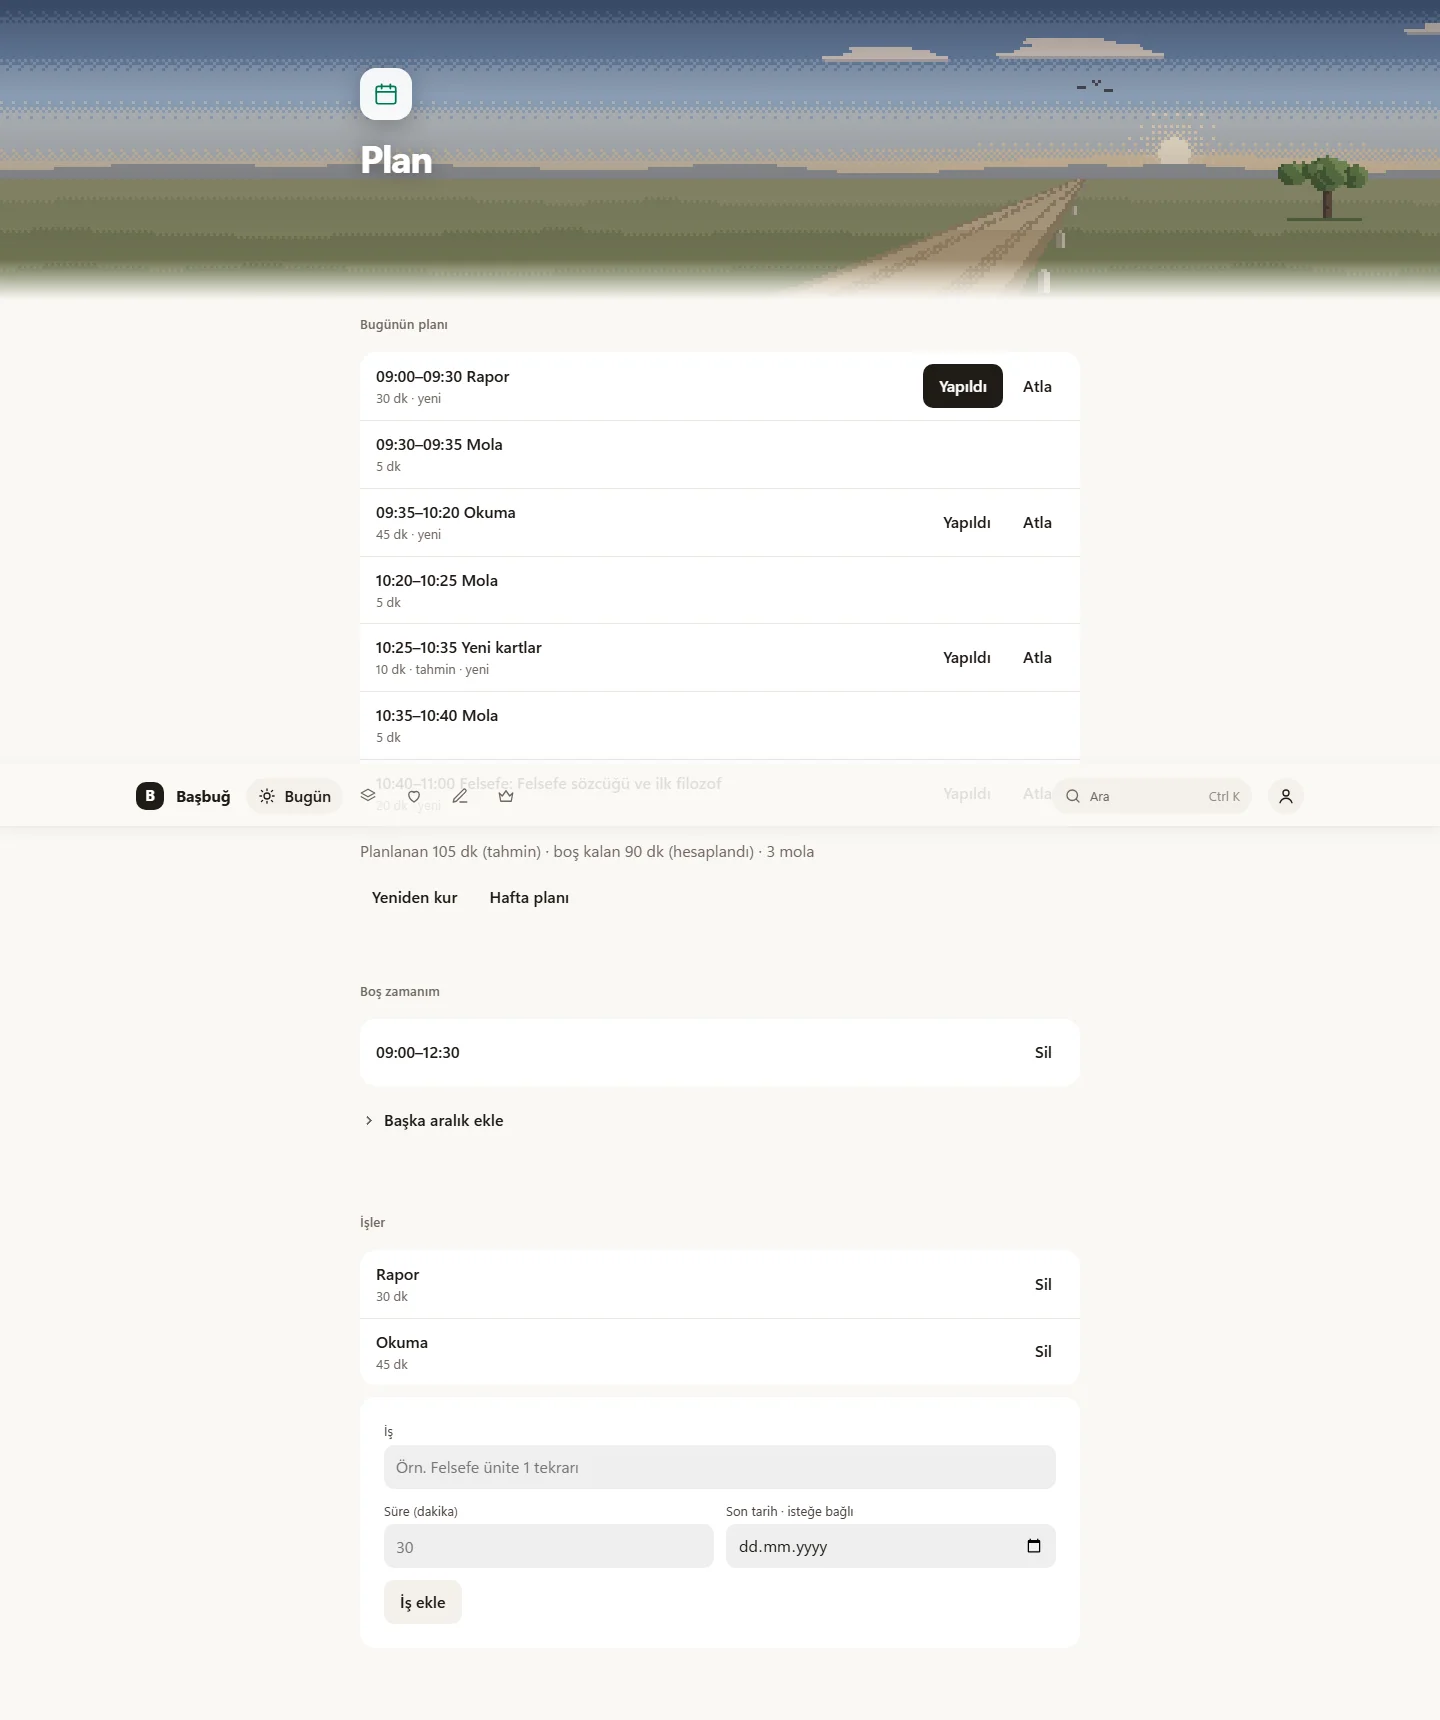 Plan
Bugünün planı
09:00–09:30 Rapor
30 dk · yeni
Yapıldı
Atla
09:30–09:35 Mola
5 dk
09:35–10:20 Okuma
45 dk · yeni
Yapıldı
Atla
10:20–10:25 Mola
5 dk
10:25–10:35 Yeni kartlar
10 dk · tahmin · yeni
Yapıldı
Atla
10:35–10:40 Mola
5 dk
10:40–11:00 Felsefe: Felsefe sözcüğü ve ilk filozof
20 dk · yeni
Yapıldı
Atla
B Başbuğ
Bugün
Ara
Ctrl K
Planlanan 105 dk (tahmin) · boş kalan 90 dk (hesaplandı) · 3 mola
Yeniden kur
Hafta planı
Boş zamanım
09:00–12:30
Sil
Başka aralık ekle
İşler
Rapor
30 dk
Sil
Okuma
45 dk
Sil
İş
Örn. Felsefe ünite 1 tekrarı
Süre (dakika)
Son tarih · isteğe bağlı
30
dd.mm.yyyy
İş ekle